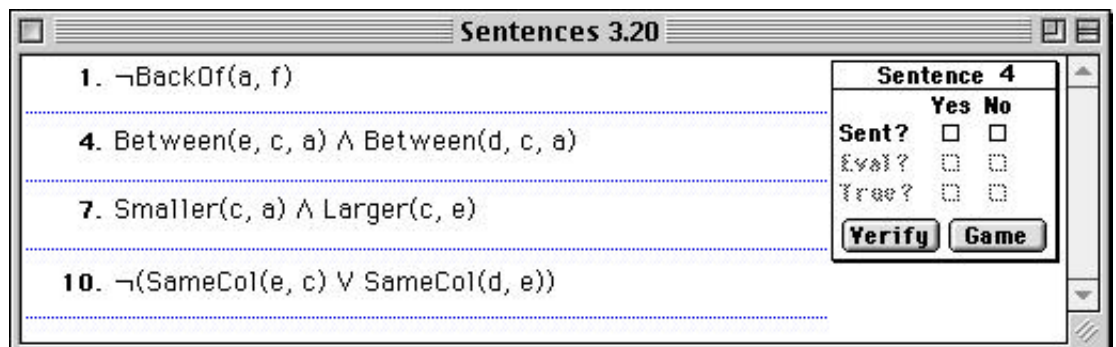 Sentences 3.20
1. ¬BackOf(a, f)
4. Between(e, c, a) ∧ Between(d, c, a)
7. Smaller(c, a) ∧ Larger(c, e)
10. ¬(SameCol(e, c) ∨ SameCol(d, e))
Sentence 4
Yes No
Sent?
Eval?
True?
Verify Game